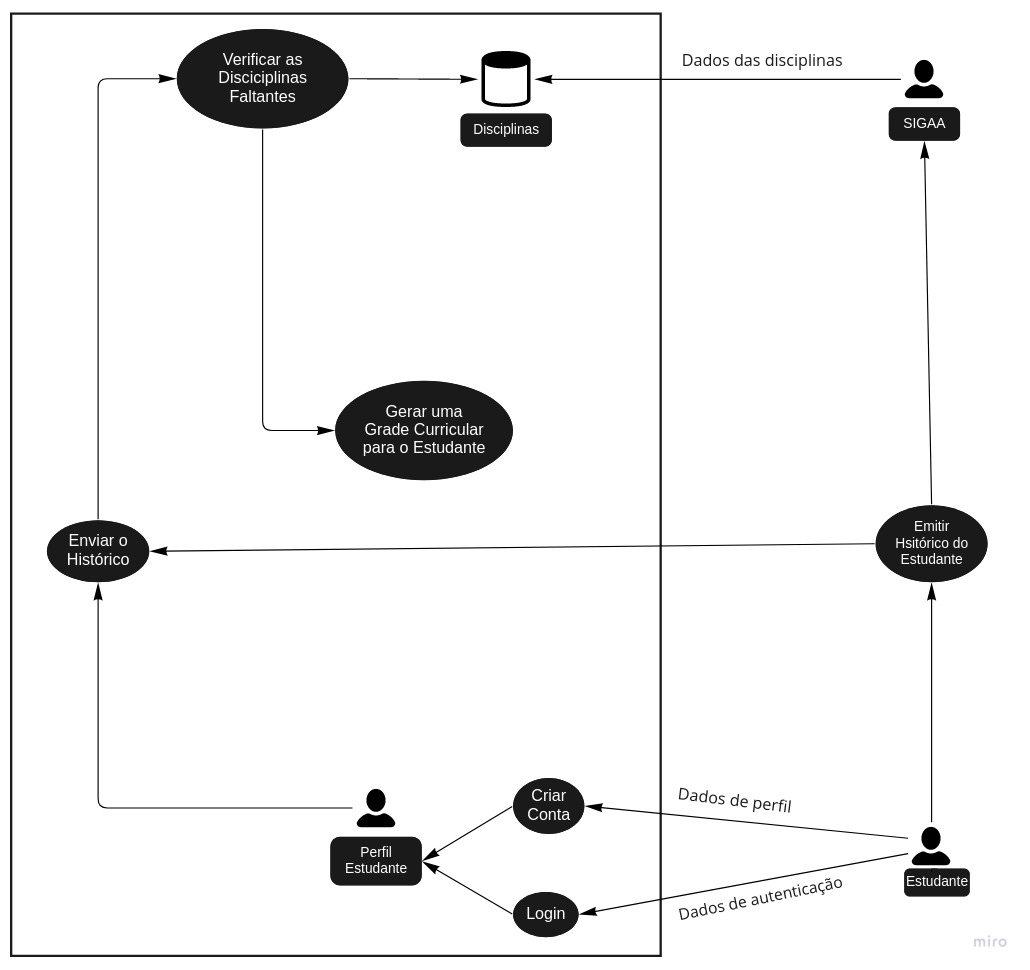 Verificar as
Disciciplinas
Faltantes
Disciplinas
Dados das disciplinas
SIGAA
Gerar uma
Grade Curricular
para o Estudante
Enviar o
Histórico
Emitir
Hsitórico do
Estudante
Criar
Conta
Dados de perfil
Perfil
Estudante
Estudante
Login
Dados de autenticação
miro